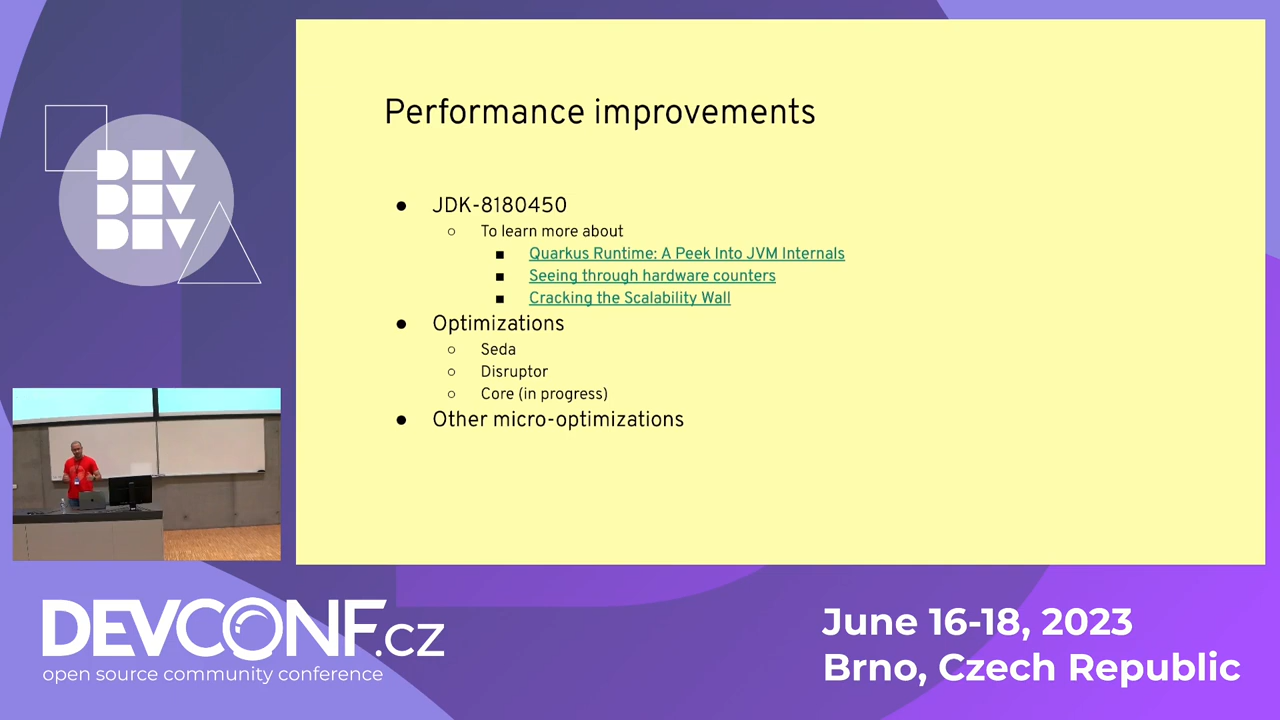 Performance improvements
JDK-8180450
To learn more about
Quarkus Runtime: A Peek Into JVM Internals
Seeing through hardware counters
Cracking the Scalability Wall
Optimizations
Seda
Disruptor
Core (in progress)
Other micro-optimizations
DEV
DEV
DEV
DEVCONF.cz
open source community conference
June 16-18, 2023
Brno, Czech Republic